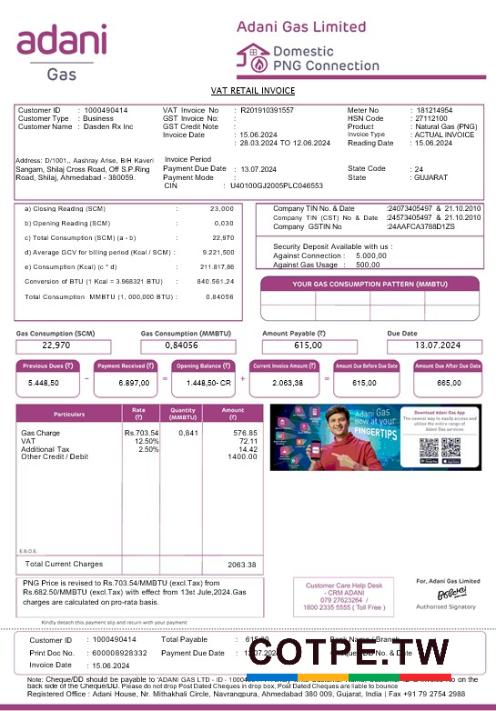 adani
Gas
Adani Gas Limited
Domestic
PNG Connection
VAT RETAIL INVOICE
Customer ID : 1000490414
Customer Type : Business
Customer Name : Dasden Rx Inc
Address: D/1001,, Aashray Arise, B/H Kaveri
Sangam, Shilaj Cross Road, Off S.P.Ring
Road, Shilaj, Ahmedabad - 380059.
VAT Invoice No : R201910391557
GST Invoice No: :
GST Credit Note :
Invoice Date : 15.06.2024
: 28.03.2024 TO 12.06.2024
Invoice Period
Payment Due Date : 13.07.2024
Payment Mode :
CIN : U40100GJ2005PLC046553
Meter No : 181214954
HSN Code : 27112100
Product : Natural Gas (PNG)
Invoice Type : ACTUAL INVOICE
Reading Date : 15.06.2024
State Code : 24
State : GUJARAT
a) Closing Reading (SCM) : 23,000
b) Opening Reading (SCM) : 0,030
c) Total Consumption (SCM) (a - b) : 22,970
d) Average GCV for billing period (Kcal / SCM) : 9.221,500
e) Consumption (Kcal) (c * d) : 211.817,86
Conversion of BTU (1 Kcal = 3.968321 BTU) : 840.561,24
Total Consumption MMBTU (1, 000,000 BTU) : 0,84056
Company TIN No. & Date :24073405497 & 21.10.2010
Company TIN (CST) No & Date :24573405497 & 21.10.2010
Company GSTIN No :24AAFCA3788D1ZS
Security Deposit Available with us :
Against Connection : 5.000,00
Against Gas Usage : 500,00
YOUR GAS CONSUMPTION PATTERN (MMBTU)
Gas Consumption (SCM) Gas Consumption (MMBTU) Amount Payable (₹) Due Date
22,970 0,84056 615,00 13.07.2024
Previous Dues (₹) Payment Received (₹) Opening Balance (₹) Current Invoice Amount (₹) Amount Due Before Due Date Amount Due After Due Date
5.448,50 − 6.897,00 = 1.448,50- CR + 2.063,38 = 615,00 665,00
Particulars Rate (₹) Quantity (MMBTU) Amount (₹)
Gas Charge Rs.703.54 0,841 576.85
VAT 12.50% 72.11
Additional Tax 2.50% 14.42
Other Credit / Debit 1400.00
E.&O.E.
Total Current Charges 2063.38
Adani Gas
now at your
FINGERTIPS
Download Adani Gas App
PNG Price is revised to Rs.703.54/MMBTU (excl.Tax) from
Rs.682.50/MMBTU (excl.Tax) with effect from 13st Jule,2024.Gas
charges are calculated on pro-rata basis.
Customer Care Help Desk
- CRM ADANI
079 27623264 /
1800 2335 5555 ( Toll Free )
For, Adani Gas Limited
Authorised Signatory
Kindly detach this payment slip and return with your payment
Customer ID : 1000490414
Print Doc No. : 600008928332
Invoice Date : 15.06.2024
Total Payable :
Payment Due Date :
COTPE.TW
Note: Cheque/DD should be payable to 'ADANI GAS LTD - ID -
back side of the Cheque/DD. Please do not drop Post Dated Cheques in drop box, Post Dated Cheques are liable to bounce
Registered Office : Adani House, Nr. Mithakhali Circle, Navrangpura, Ahmedabad 380 009, Gujarat, India | Fax +91 79 2754 2988